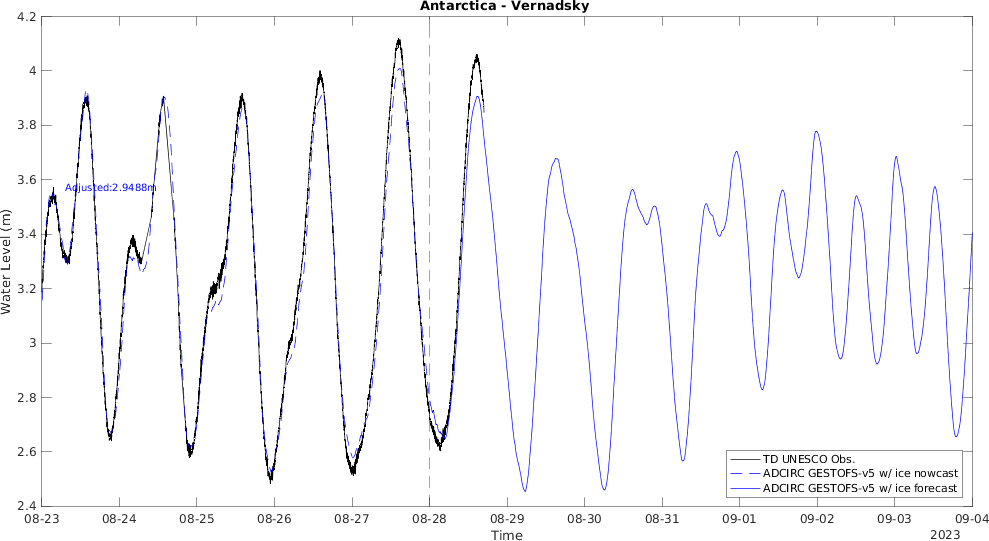 Antarctica - Vernadsky
4.2
4
3.8
3.6
3.4
3.2
3
2.8
2.6
2.4
Water Level (m)
Adjusted:2.9488m
TD UNESCO Obs.
ADCIRC GESTOFS-v5 w/ ice nowcast
ADCIRC GESTOFS-v5 w/ ice forecast
08-23 08-24 08-25 08-26 08-27 08-28 08-29 08-30 08-31 09-01 09-02 09-03 09-04
Time
2023